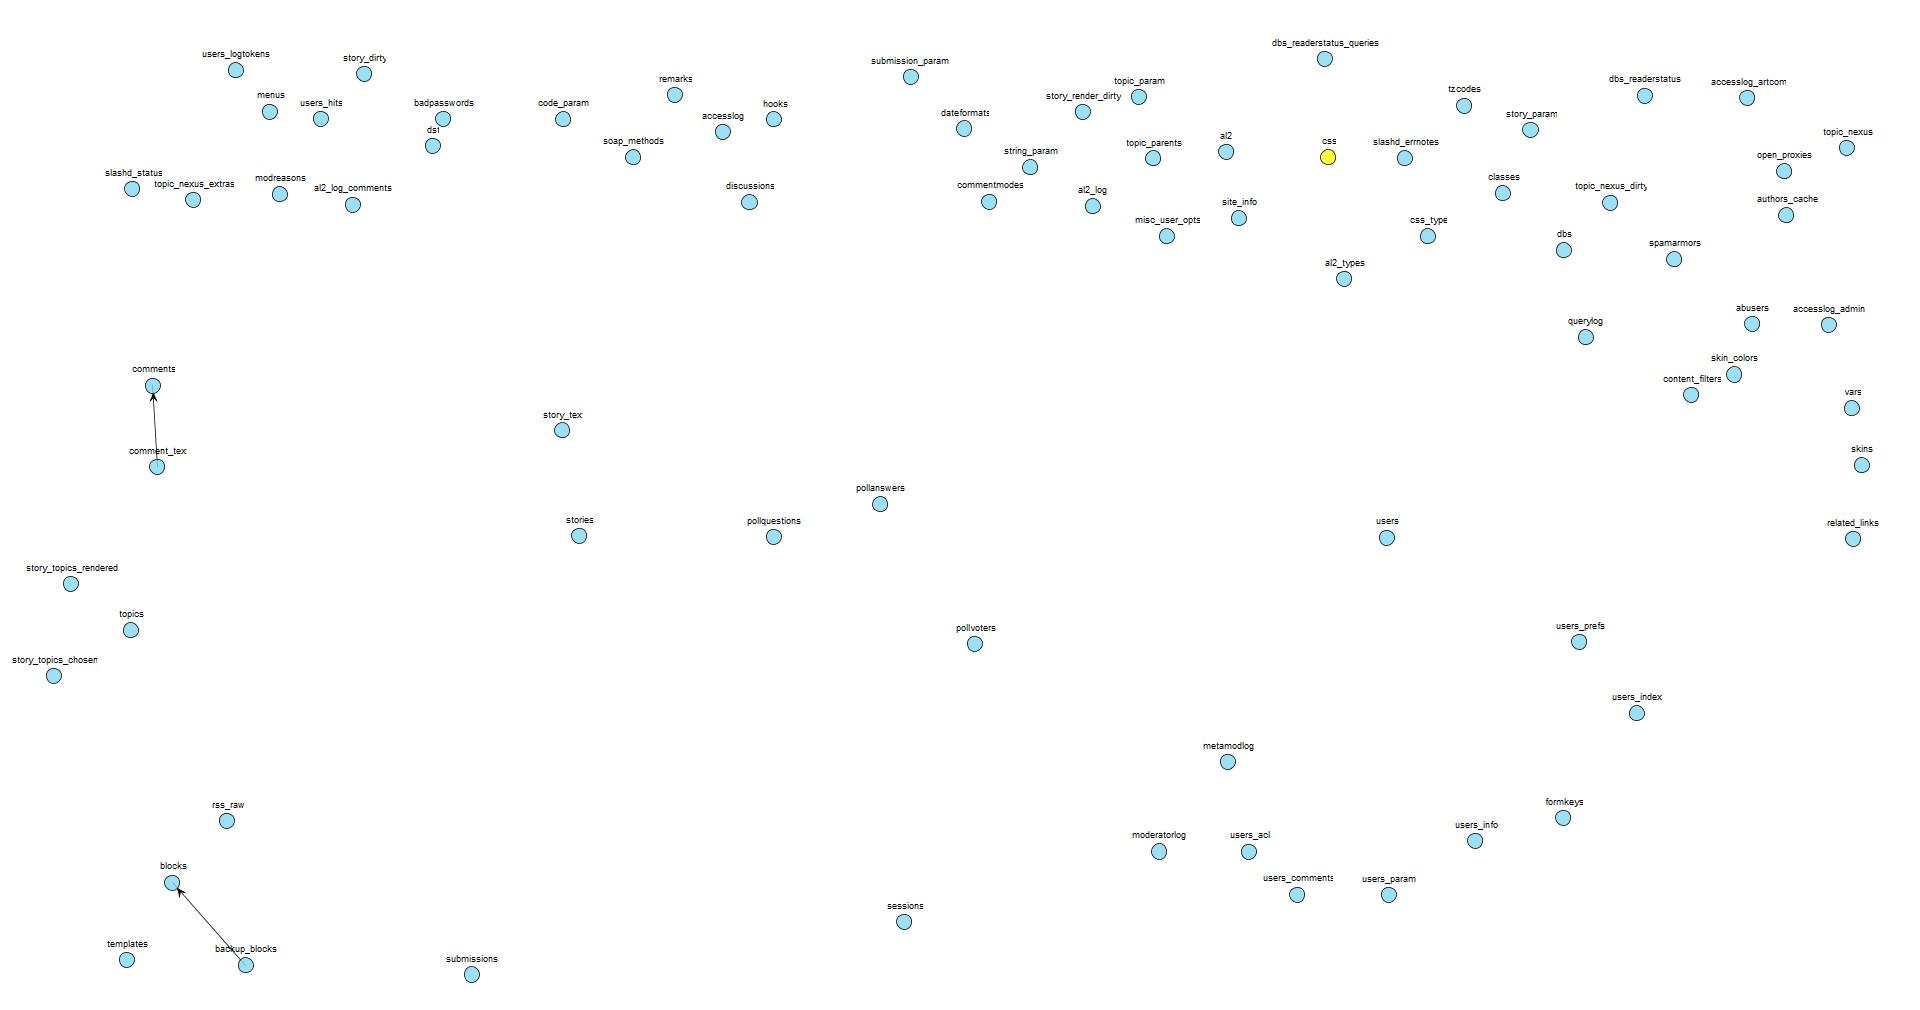 dbs_readerstatus_queries
users_logtokens
story_dirty
submission_param
remarks
topic_param
dbs_readerstatus
accesslog_artcom
tzcodes
menus
users_hits
badpasswords
code_param
hooks
story_render_dirty
accesslog
dateformats
story_param
dst
soap_methods
string_param
topic_parents
al2
css
slashd_errnotes
topic_nexus
open_proxies
slashd_status
topic_nexus_extras
modreasons
al2_log_comments
discussions
commentmodes
al2_log
classes
topic_nexus_dirty
authors_cache
misc_user_opts
site_info
css_type
dbs
spamarmors
al2_types
querylog
abusers
accesslog_admin
skin_colors
content_filters
comments
vars
story_tex
comment_tex
skins
pollanswers
stories
pollquestions
users
related_links
story_topics_rendered
topics
pollvoters
users_prefs
story_topics_chosen
users_index
metamodlog
rss_raw
formkeys
moderatorlog
users_acl
users_info
blocks
users_comments
users_param
sessions
templates
backup_blocks
submissions